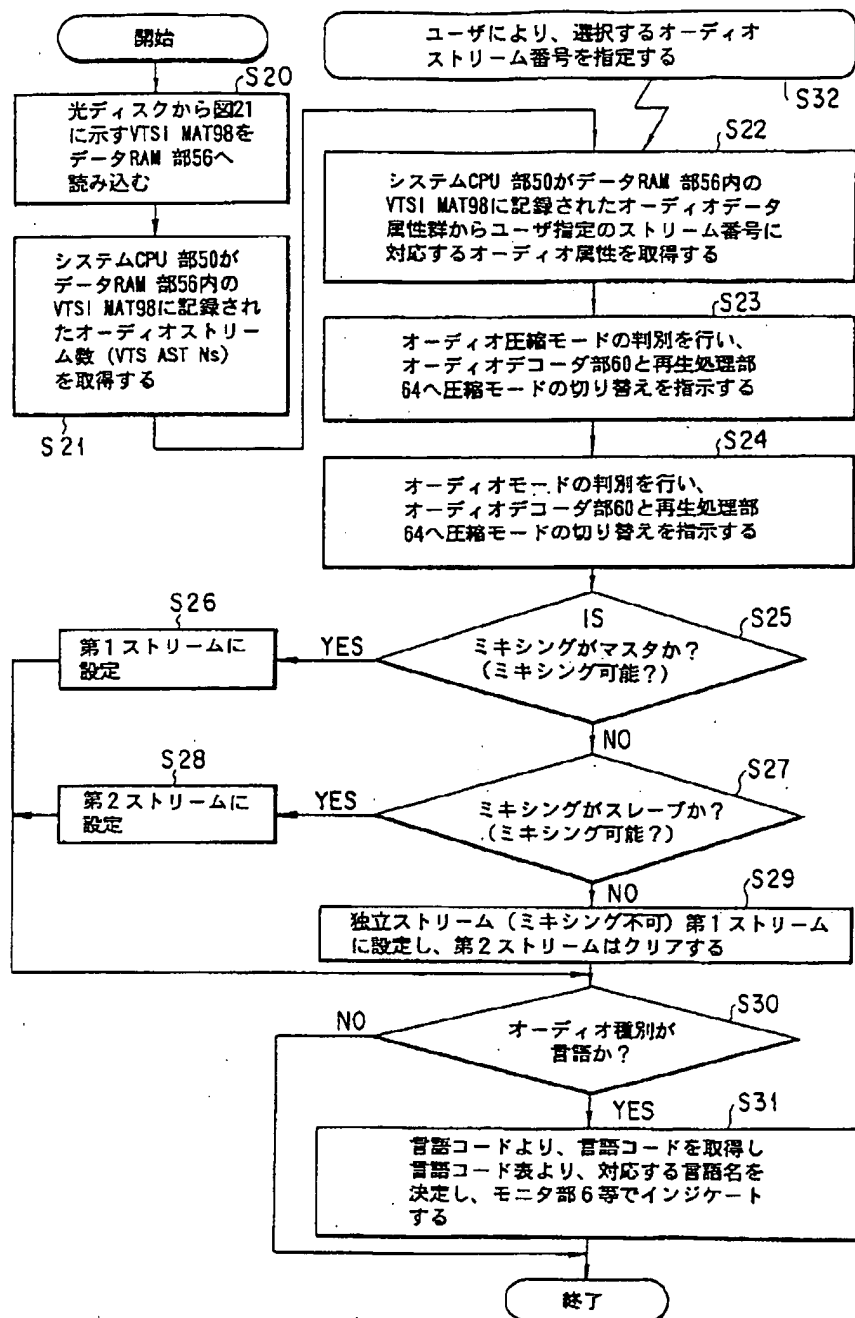 開始
S20
光ディスクから図21
に示すVTSI MAT98を
データRAM 部56へ
読み込む
システムCPU 部50が
データRAM 部56内の
VTSI MAT98に記録され
たオーディオストリー
ム数 (VTS AST Ns)
を取得する
S21
ユーザにより、選択するオーディオ
ストリーム番号を指定する
S32
S22
システムCPU 部50がデータRAM 部56内の
VTSI MAT98に記録されたオーディオデータ
属性群からユーザ指定のストリーム番号に
対応するオーディオ属性を取得する
S23
オーディオ圧縮モードの判別を行い、
オーディオデコーダ部60と再生処理部
64へ圧縮モードの切り替えを指示する
S24
オーディオモードの判別を行い、
オーディオデコーダ部60と再生処理部
64へ圧縮モードの切り替えを指示する
S25
IS
ミキシングがマスタか?
(ミキシング可能?)
YES
S26
第1ストリームに
設定
NO
S27
ミキシングがスレーブか?
(ミキシング可能?)
YES
S28
第2ストリームに
設定
NO
S29
独立ストリーム (ミキシング不可) 第1ストリーム
に設定し、第2ストリームはクリアする
S30
オーディオ種別が
言語か?
NO
YES
S31
言語コードより、言語コードを取得し
言語コード表より、対応する言語名を
決定し、モニタ部6等でインジケート
する
終了